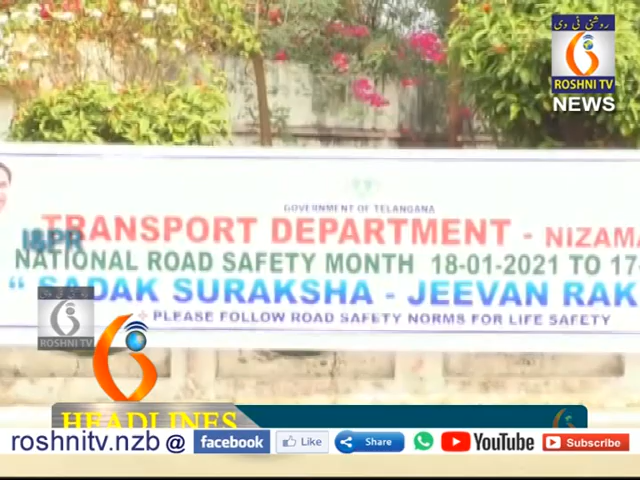 روشنی ٹی وی
ROSHNI TV
NEWS
GOVERNMENT OF TELANGANA
TRANSPORT DEPARTMENT - NIZAMA
I&PR
NATIONAL ROAD SAFETY MONTH 18-01-2021 TO 17-
“ SADAK SURAKSHA - JEEVAN RAK
PLEASE FOLLOW ROAD SAFETY NORMS FOR LIFE SAFETY
ROSHNI TV
HEADLINES
roshnitv.nzb @ facebook Like Share YouTube Subscribe